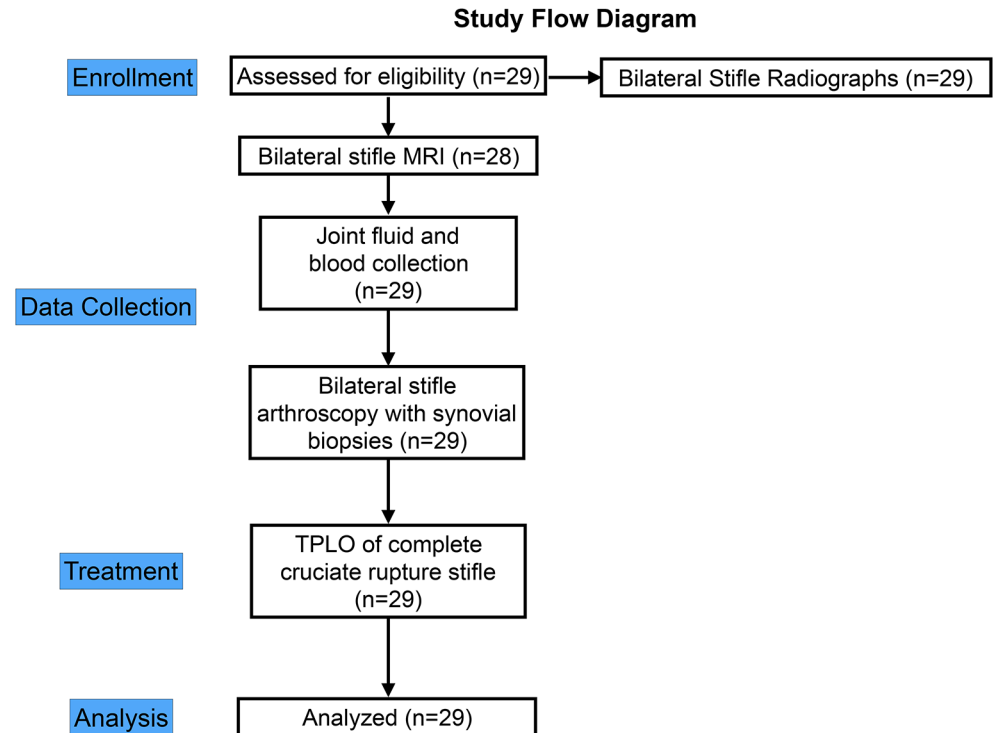 Study Flow Diagram
Enrollment
Assessed for eligibility (n=29)
Bilateral Stifle Radiographs (n=29)
Bilateral stifle MRI (n=28)
Joint fluid and
blood collection
(n=29)
Data Collection
Bilateral stifle
arthroscopy with synovial
biopsies (n=29)
Treatment
TPLO of complete
cruciate rupture stifle
(n=29)
Analysis
Analyzed (n=29)